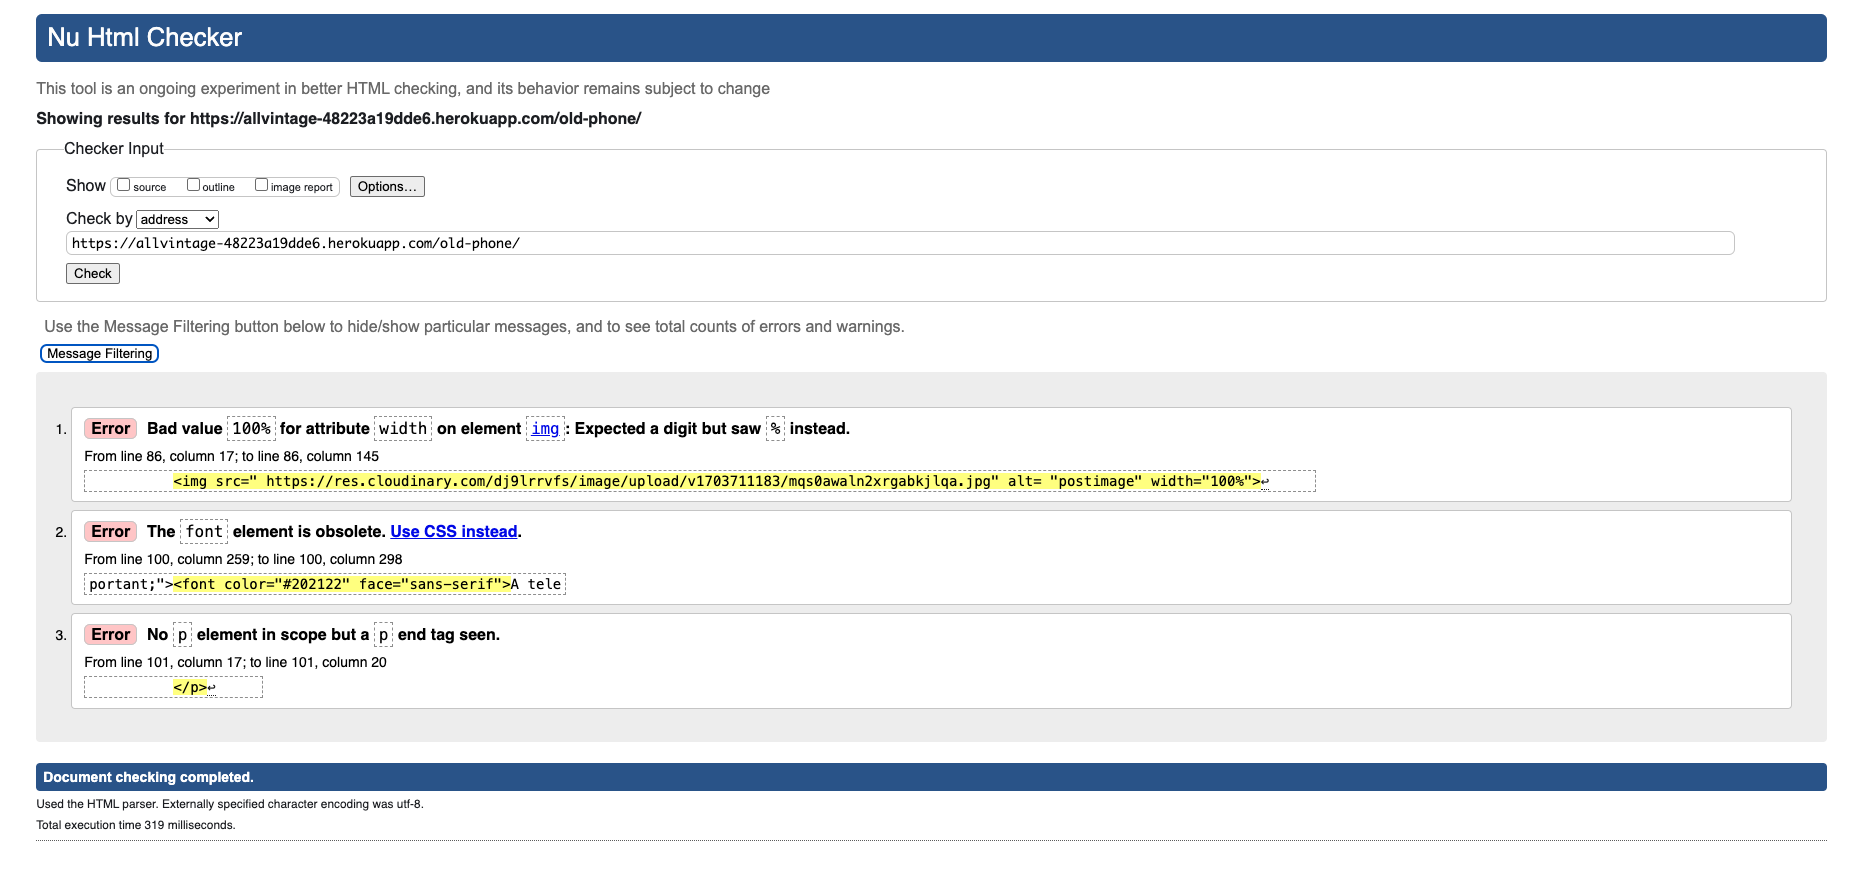 Nu Html Checker
This tool is an ongoing experiment in better HTML checking, and its behavior remains subject to change
Showing results for https://allvintage-48223a19dde6.herokuapp.com/old-phone/
Checker Input
Show source outline image report Options...
Check by address
https://allvintage-48223a19dde6.herokuapp.com/old-phone/
Check
Use the Message Filtering button below to hide/show particular messages, and to see total counts of errors and warnings.
Message Filtering
1. Error Bad value 100% for attribute width on element img: Expected a digit but saw % instead.
From line 86, column 17; to line 86, column 145
<img src=" https://res.cloudinary.com/dj9lrrvfs/image/upload/v1703711183/mqs0awaln2xrgabkjlqa.jpg" alt= "postimage" width="100%">↩
2. Error The font element is obsolete. Use CSS instead.
From line 100, column 259; to line 100, column 298
portant;"><font color="#202122" face="sans-serif">A tele
3. Error No p element in scope but a p end tag seen.
From line 101, column 17; to line 101, column 20
</p>↩
Document checking completed.
Used the HTML parser. Externally specified character encoding was utf-8.
Total execution time 319 milliseconds.